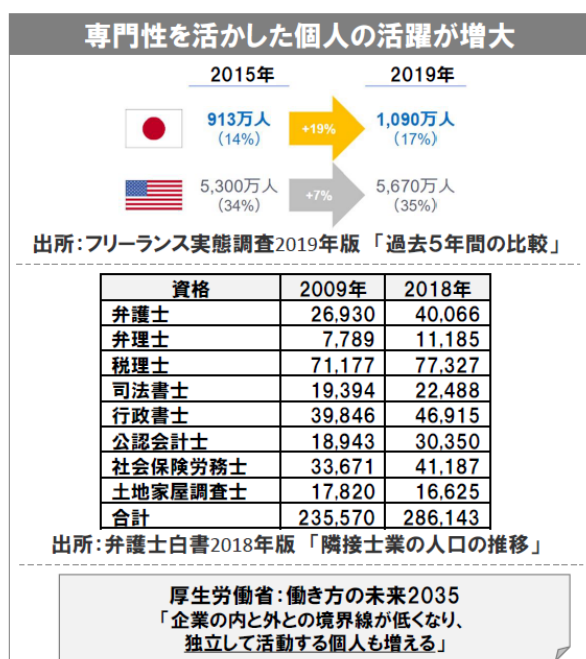 専門性を活かした個人の活躍が増大
2015年 2019年
913万人 +19% 1,090万人
(14%) (17%)
5,300万人 +7% 5,670万人
(34%) (35%)
出所:フリーランス実態調査2019年版 「過去5年間の比較」
資格 2009年 2018年
弁護士 26,930 40,066
弁理士 7,789 11,185
税理士 71,177 77,327
司法書士 19,394 22,488
行政書士 39,846 46,915
公認会計士 18,943 30,350
社会保険労務士 33,671 41,187
土地家屋調査士 17,820 16,625
合計 235,570 286,143
出所:弁護士白書2018年版 「隣接士業の人口の推移」
厚生労働省:働き方の未来2035
「企業の内と外との境界線が低くなり、
独立して活動する個人も増える」